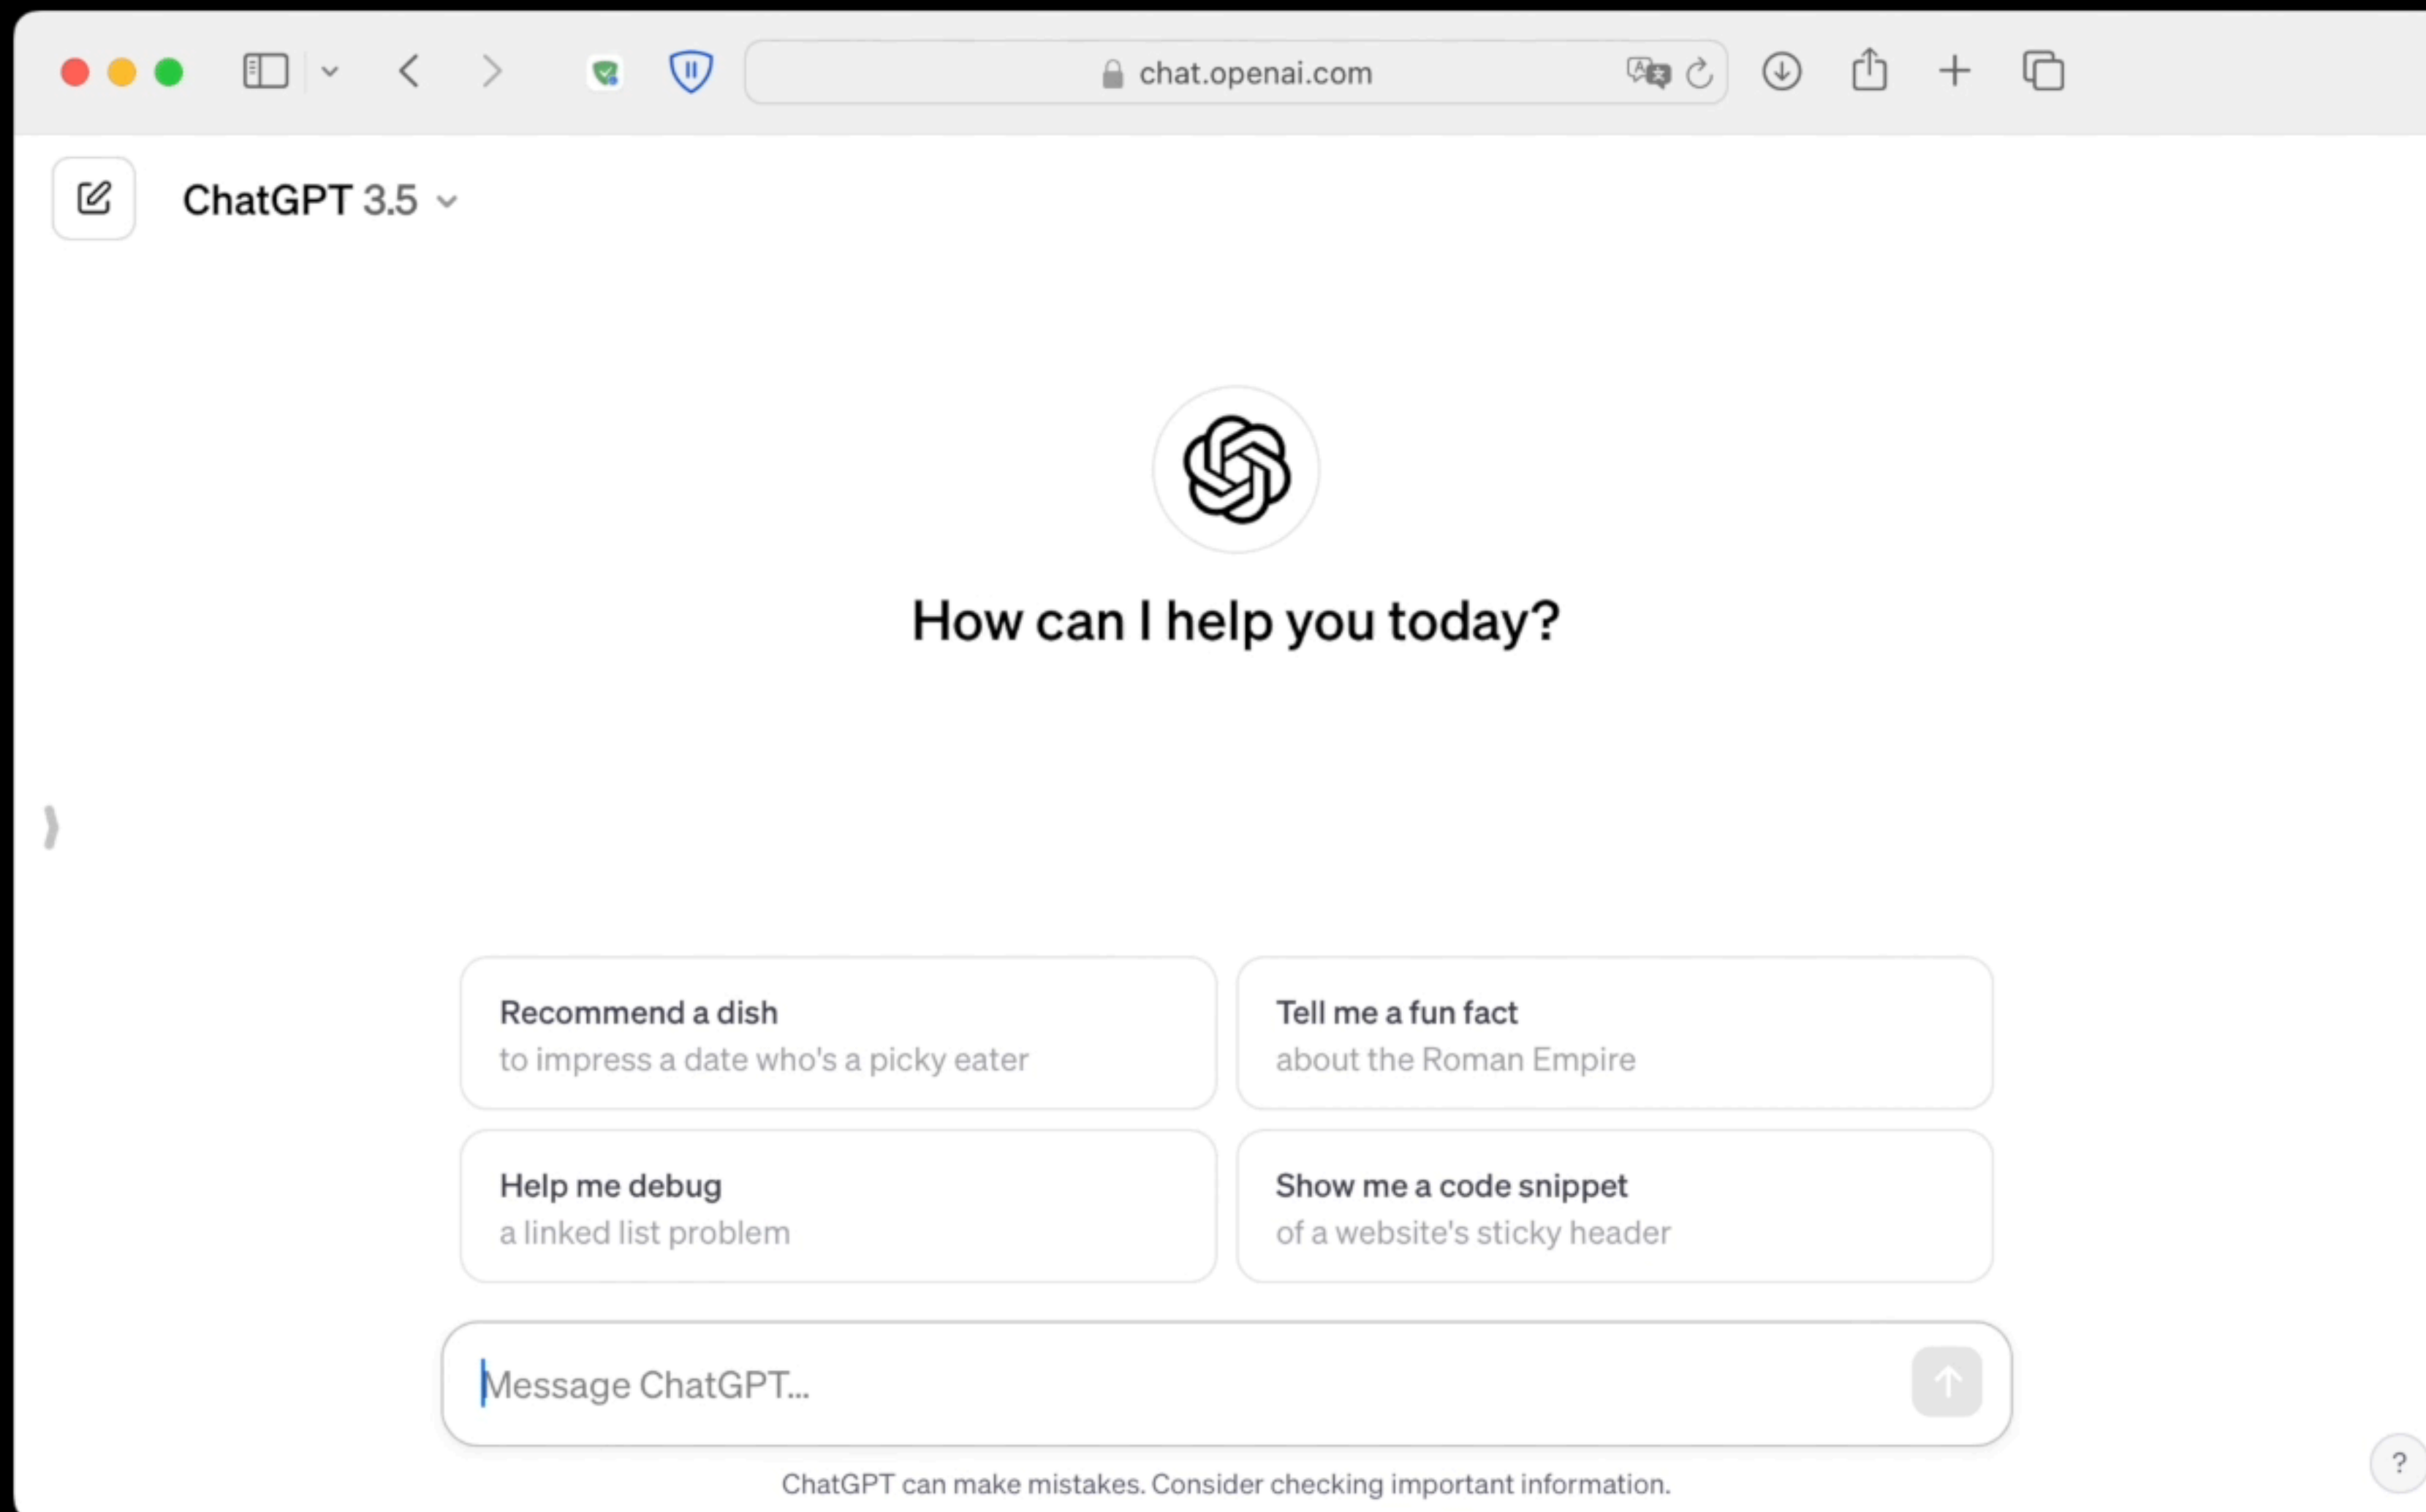 chat.openai.com
ChatGPT 3.5
How can I help you today?
Recommend a dish
to impress a date who's a picky eater
Tell me a fun fact
about the Roman Empire
Help me debug
a linked list problem
Show me a code snippet
of a website's sticky header
Message ChatGPT...
ChatGPT can make mistakes. Consider checking important information.
?